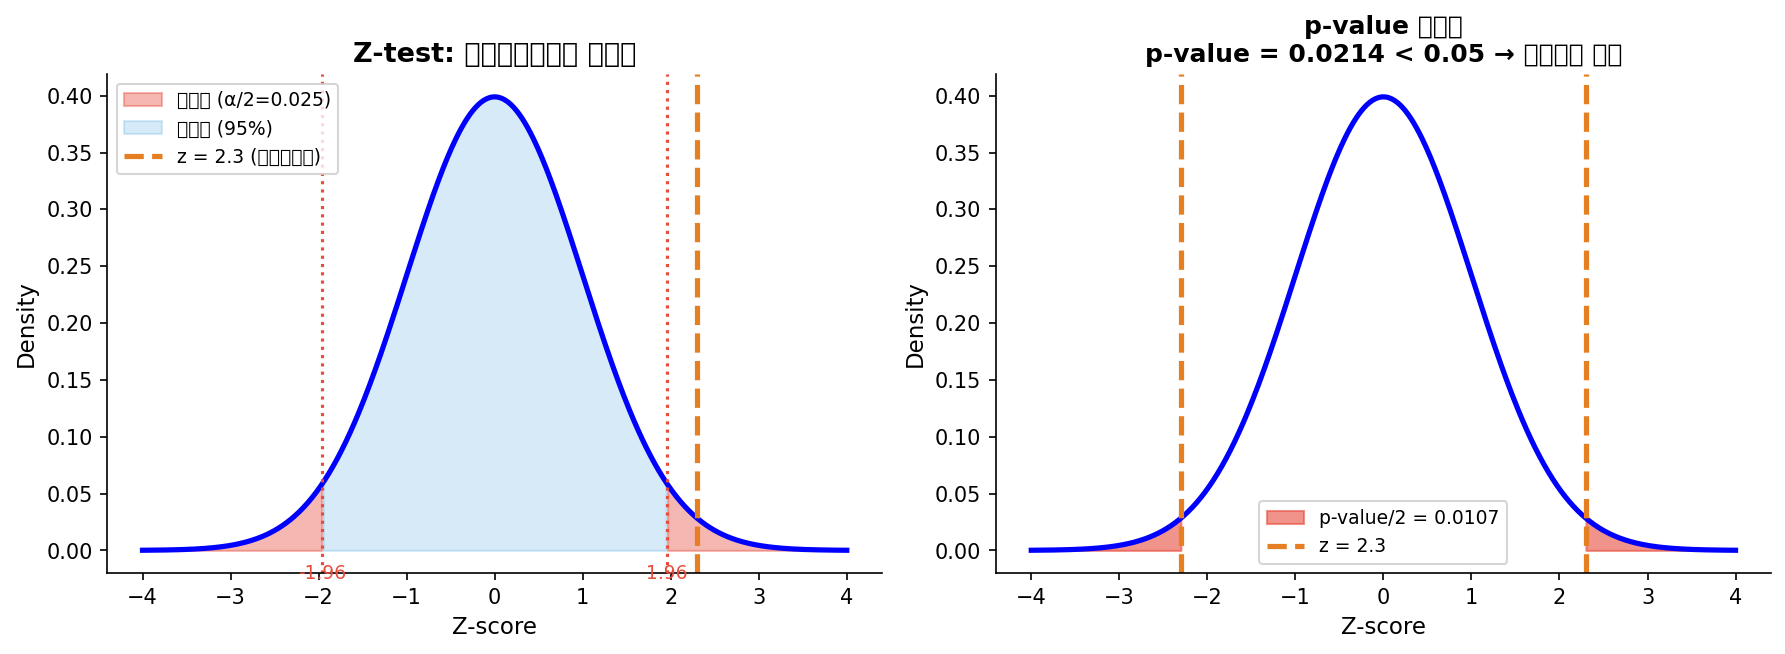 Z-test:
(α/2=0.025)
(95%)
z = 2.3
0.40
0.35
0.30
0.25
0.20
0.15
0.10
0.05
0.00
Density
-1.96
1.96
−4 −3 −2 −1 0 1 2 3 4
Z-score
p-value
p-value = 0.0214 < 0.05 →
0.40
0.35
0.30
0.25
0.20
0.15
0.10
0.05
0.00
Density
p-value/2 = 0.0107
z = 2.3
−4 −3 −2 −1 0 1 2 3 4
Z-score